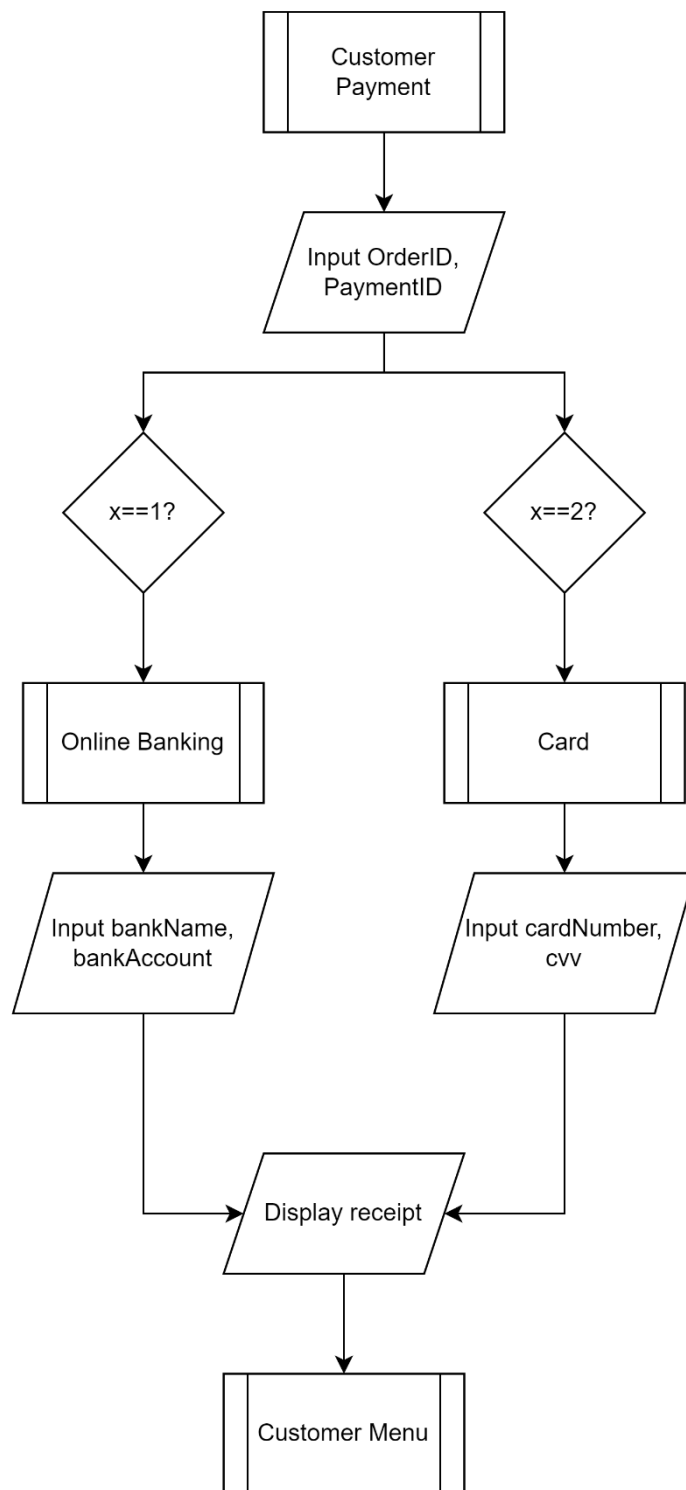 Customer
Payment
Input OrderID,
PaymentID
x==1?
x==2?
Online Banking
Card
Input bankName,
bankAccount
Input cardNumber,
cvv
Display receipt
Customer Menu